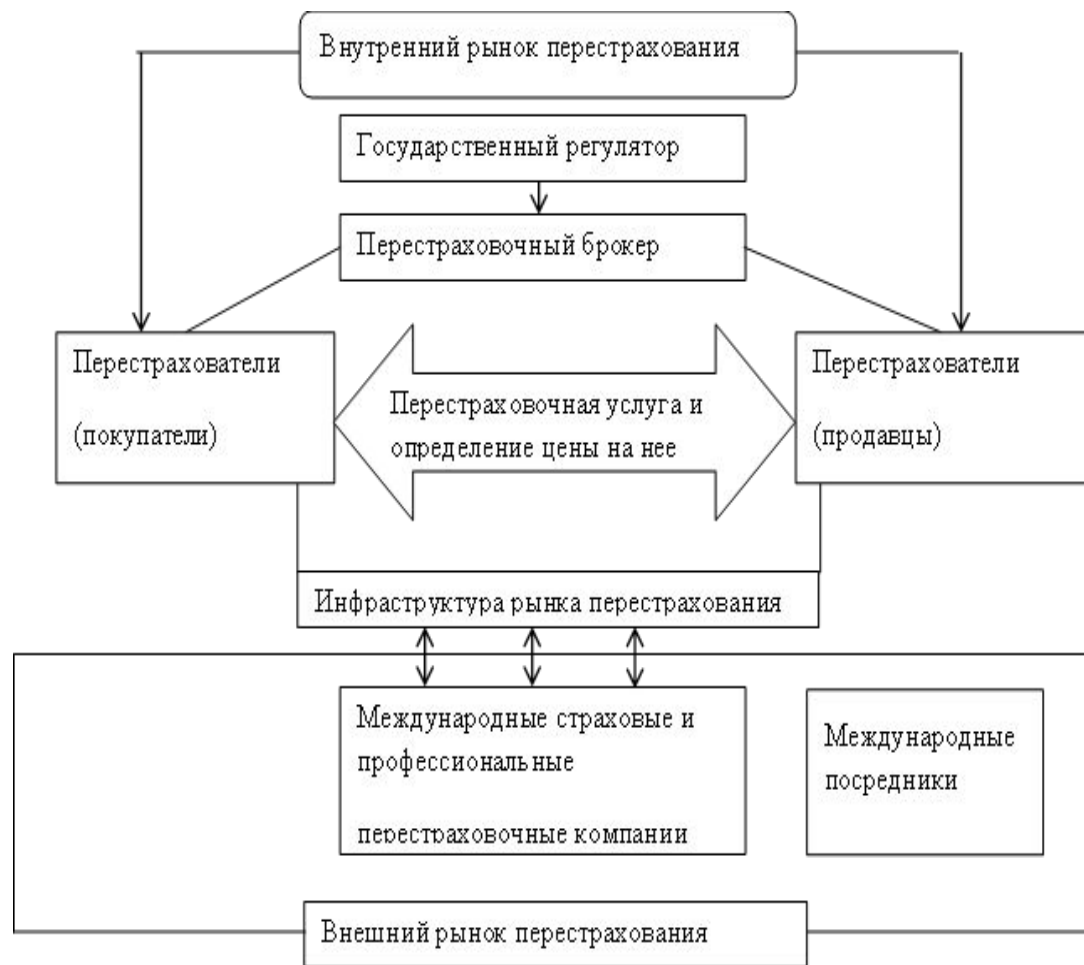 Внутренний рынок перестрахования
Государственный регулятор
Перестраховочный брокер
Перестрахователи
(покупатели)
Перестраховочная услуга и
определение цены на нее
Перестрахователи
(продавцы)
Инфраструктура рынка перестрахования
Международные страховые и
профессиональные
перестраховочные компании
Международные
посредники
Внешний рынок перестрахования